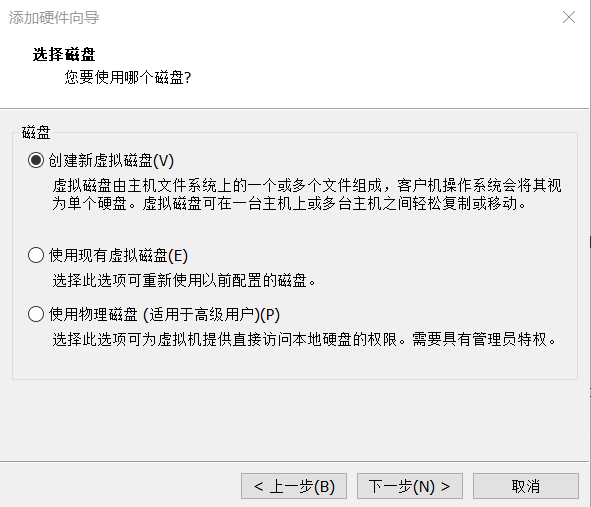 添加硬件向导
选择磁盘
您要使用哪个磁盘?
磁盘
创建新虚拟磁盘(V)
虚拟磁盘由主机文件系统上的一个或多个文件组成，客户机操作系统会将其视
为单个硬盘。虚拟磁盘可在一台主机上或多台主机之间轻松复制或移动。
使用现有虚拟磁盘(E)
选择此选项可重新使用以前配置的磁盘。
使用物理磁盘 (适用于高级用户)(P)
选择此选项可为虚拟机提供直接访问本地硬盘的权限。需要具有管理员特权。
< 上一步(B) 下一步(N) > 取消